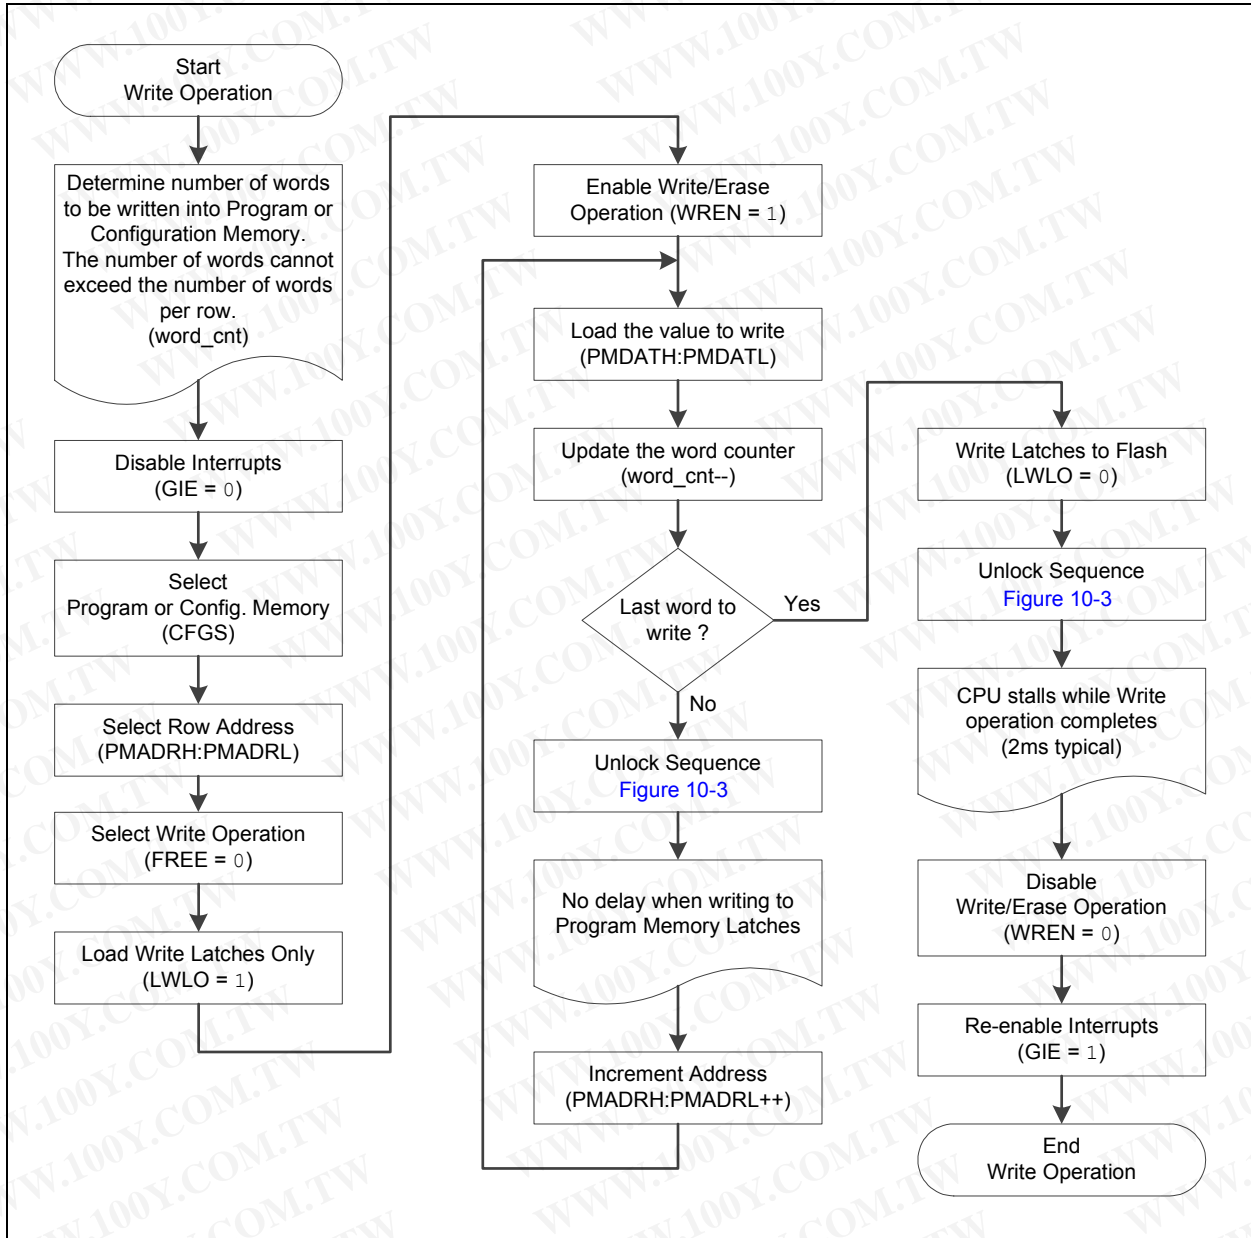 Start
Write Operation
Determine number of words
to be written into Program or
Configuration Memory.
The number of words cannot
exceed the number of words
per row.
(word_cnt)
Disable Interrupts
(GIE = 0)
Select
Program or Config. Memory
(CFGS)
Select Row Address
(PMADRH:PMADRL)
Select Write Operation
(FREE = 0)
Load Write Latches Only
(LWLO = 1)
Enable Write/Erase
Operation (WREN = 1)
Load the value to write
(PMDATH:PMDATL)
Update the word counter
(word_cnt--)
Last word to
write ?
Yes
No
Unlock Sequence
Figure 10-3
No delay when writing to
Program Memory Latches
Increment Address
(PMADRH:PMADRL++)
Write Latches to Flash
(LWLO = 0)
Unlock Sequence
Figure 10-3
CPU stalls while Write
operation completes
(2ms typical)
Disable
Write/Erase Operation
(WREN = 0)
Re-enable Interrupts
(GIE = 1)
End
Write Operation
WWW.100Y.COM.TW